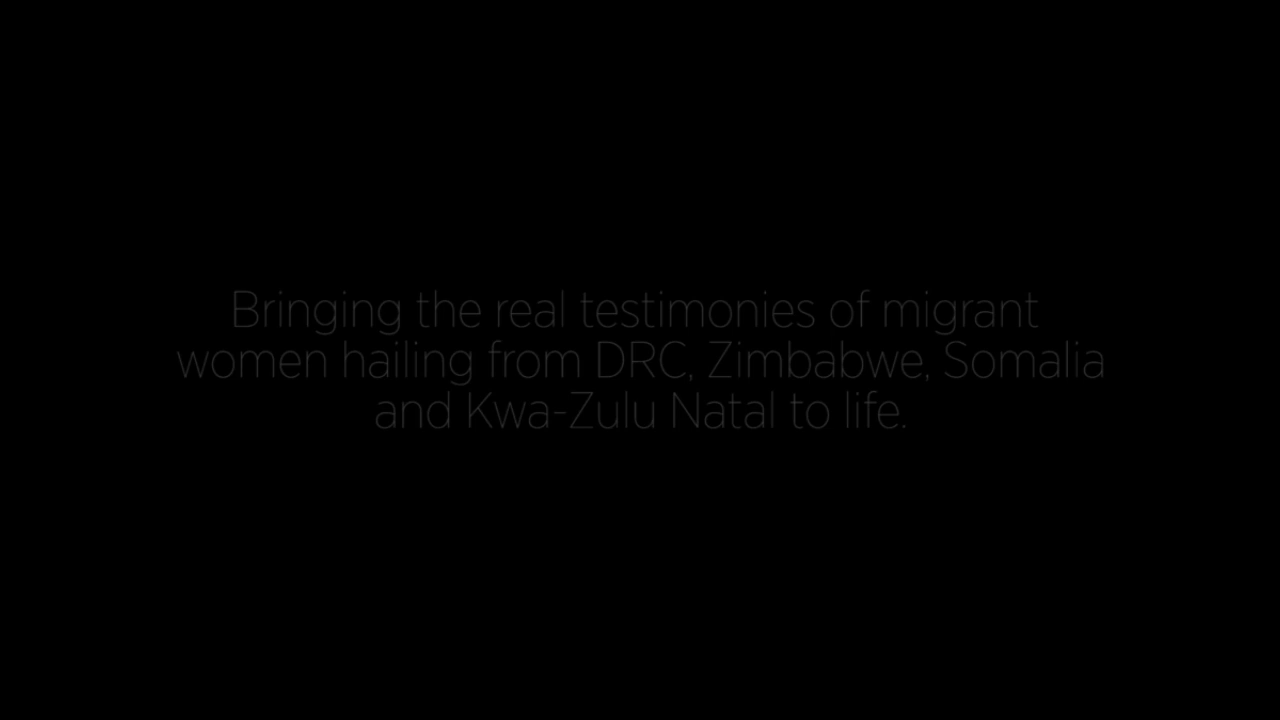 Bringing the real testimonies of migrant
women hailing from DRC, Zimbabwe, Somalia
and Kwa-Zulu Natal to life.